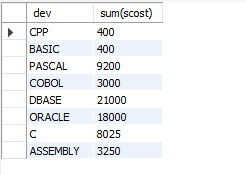 dev sum(scost)
CPP 400
BASIC 400
PASCAL 9200
COBOL 3000
DBASE 21000
ORACLE 18000
C 8025
ASSEMBLY 3250